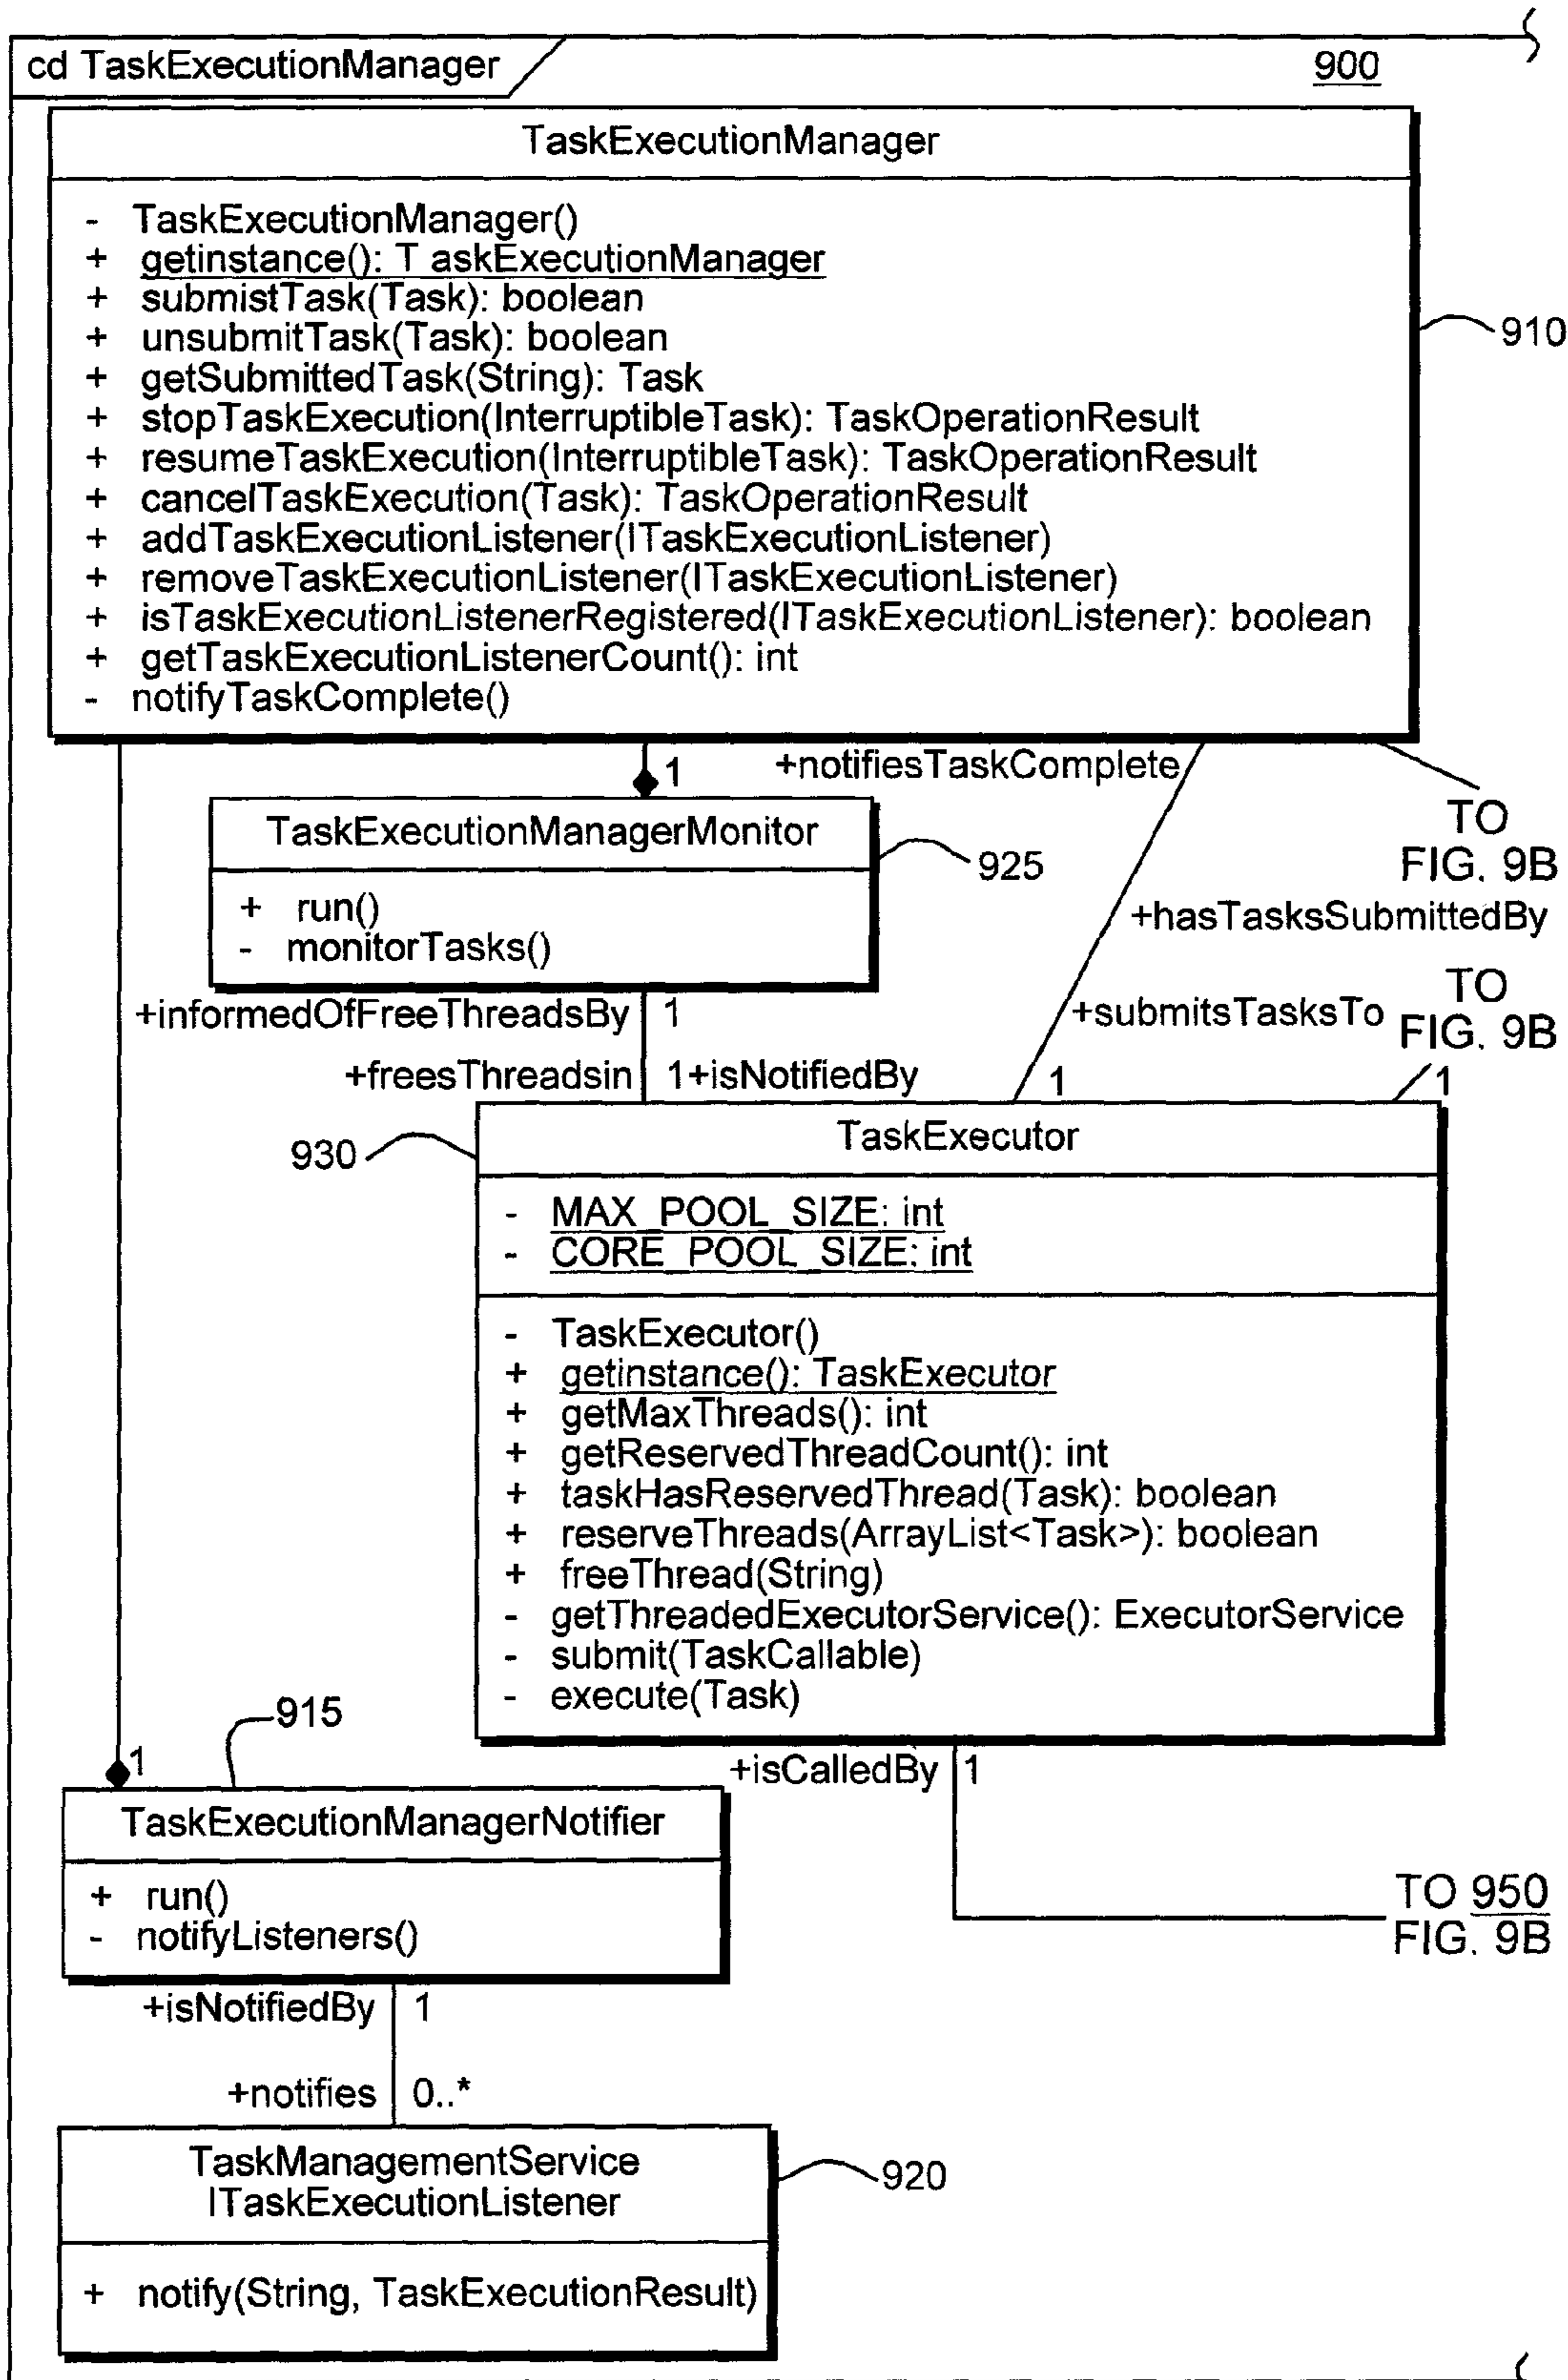 cd TaskExecutionManager
900
TaskExecutionManager
- TaskExecutionManager()
+ getinstance(): T askExecutionManager
+ submistTask(Task): boolean
+ unsubmitTask(Task): boolean
+ getSubmittedTask(String): Task
+ stopTaskExecution(InterruptibleTask): TaskOperationResult
+ resumeTaskExecution(InterruptibleTask): TaskOperationResult
+ cancelTaskExecution(Task): TaskOperationResult
+ addTaskExecutionListener(ITaskExecutionListener)
+ removeTaskExecutionListener(ITaskExecutionListener)
+ isTaskExecutionListenerRegistered(ITaskExecutionListener): boolean
+ getTaskExecutionListenerCount(): int
- notifyTaskComplete()
910
1
+notifiesTaskComplete
TO
FIG. 9B
TaskExecutionManagerMonitor
925
+ run()
- monitorTasks()
+hasTasksSubmittedBy
+informedOfFreeThreadsBy 1
+submitsTasksTo
TO
FIG. 9B
+freesThreadsin 1+isNotifiedBy
1
1
930
TaskExecutor
- MAX_POOL_SIZE: int
- CORE_POOL_SIZE: int
- TaskExecutor()
+ getinstance(): TaskExecutor
+ getMaxThreads(): int
+ getReservedThreadCount(): int
+ taskHasReservedThread(Task): boolean
+ reserveThreads(ArrayList<Task>): boolean
+ freeThread(String)
- getThreadedExecutorService(): ExecutorService
- submit(TaskCallable)
- execute(Task)
915
1
+isCalledBy 1
TaskExecutionManagerNotifier
+ run()
- notifyListeners()
TO 950
FIG. 9B
+isNotifiedBy 1
+notifies 0..*
TaskManagementService
ITaskExecutionListener
920
+ notify(String, TaskExecutionResult)